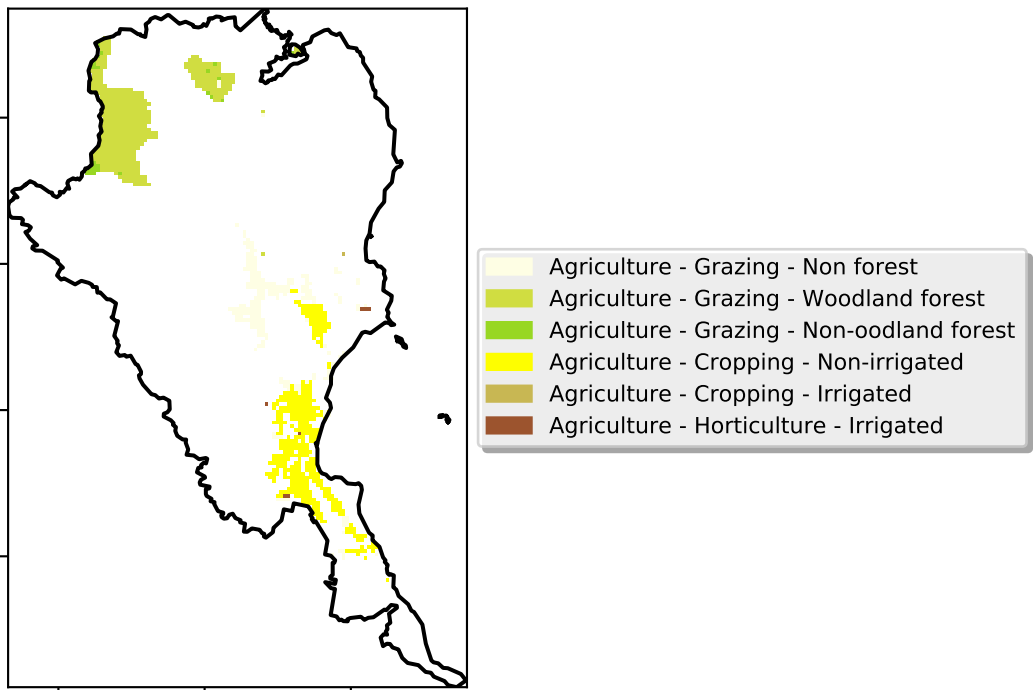 Agriculture - Grazing - Non forest
Agriculture - Grazing - Woodland forest
Agriculture - Grazing - Non-oodland forest
Agriculture - Cropping - Non-irrigated
Agriculture - Cropping - Irrigated
Agriculture - Horticulture - Irrigated